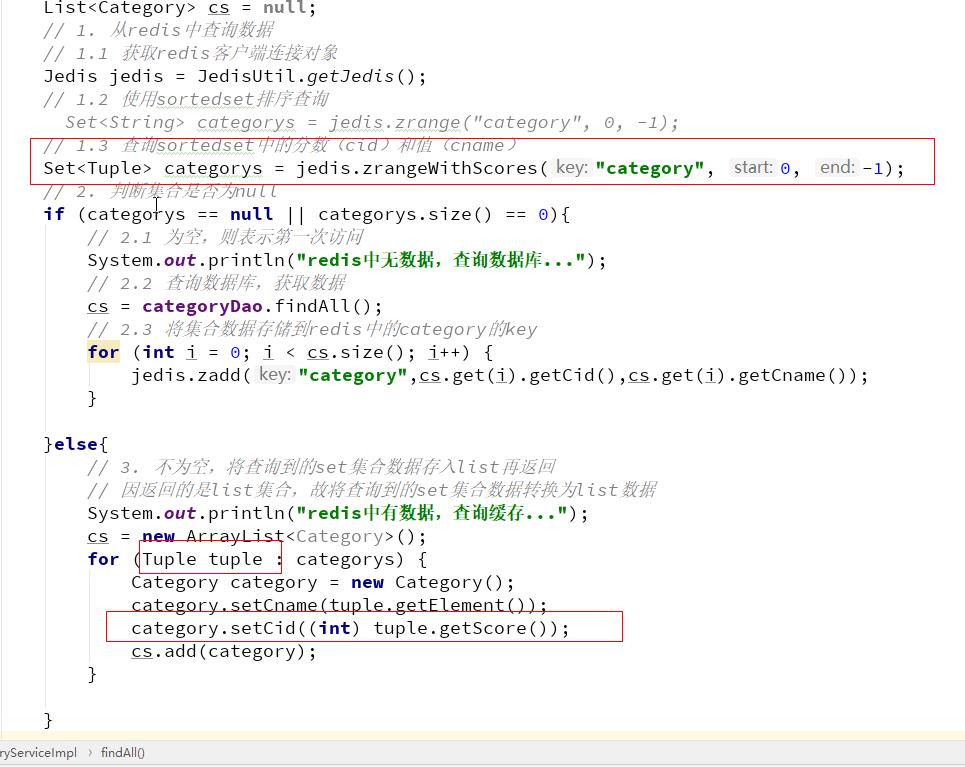 List<Category> cs = null;
// 1. 从redis中查询数据
// 1.1 获取redis客户端连接对象
Jedis jedis = JedisUtil.getJedis();
// 1.2 使用sortedset排序查询
Set<String> categorys = jedis.zrange("category", 0, -1);
// 1.3 查询sortedset中的分数（cid）和值（cname）
Set<Tuple> categorys = jedis.zrangeWithScores( key: "category", start: 0, end: -1);
// 2. 判断集合是否为null
if (categorys == null || categorys.size() == 0){
// 2.1 为空，则表示第一次访问
System.out.println("redis中无数据，查询数据库...");
// 2.2 查询数据库，获取数据
cs = categoryDao.findAll();
// 2.3 将集合数据存储到redis中的category的key
for (int i = 0; i < cs.size(); i++) {
jedis.zadd( key: "category",cs.get(i).getCid(),cs.get(i).getCname());
}
}else{
// 3. 不为空，将查询到的set集合数据存入list再返回
// 因返回的是list集合，故将查询到的set集合数据转换为list数据
System.out.println("redis中有数据，查询缓存...");
cs = new ArrayList<Category>();
for (Tuple tuple : categorys) {
Category category = new Category();
category.setCname(tuple.getElement());
category.setCid((int) tuple.getScore());
cs.add(category);
}
}
ryServiceImpl › findAll()